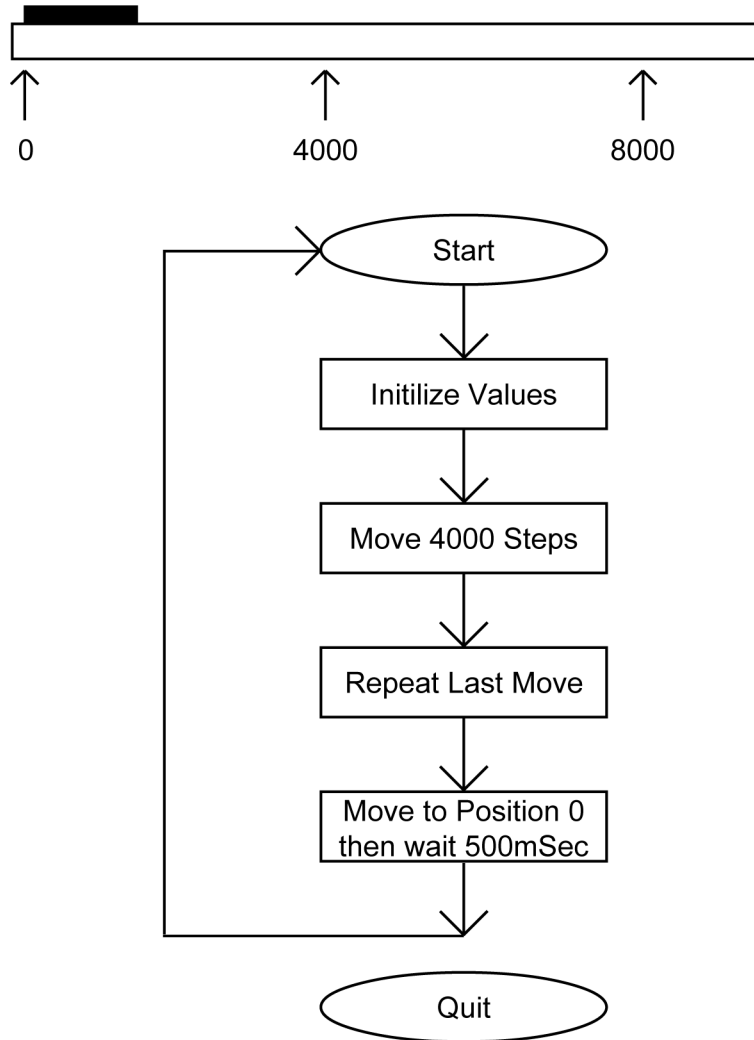 0 4000 8000
Start
Initilize Values
Move 4000 Steps
Repeat Last Move
Move to Position 0
then wait 500mSec
Quit